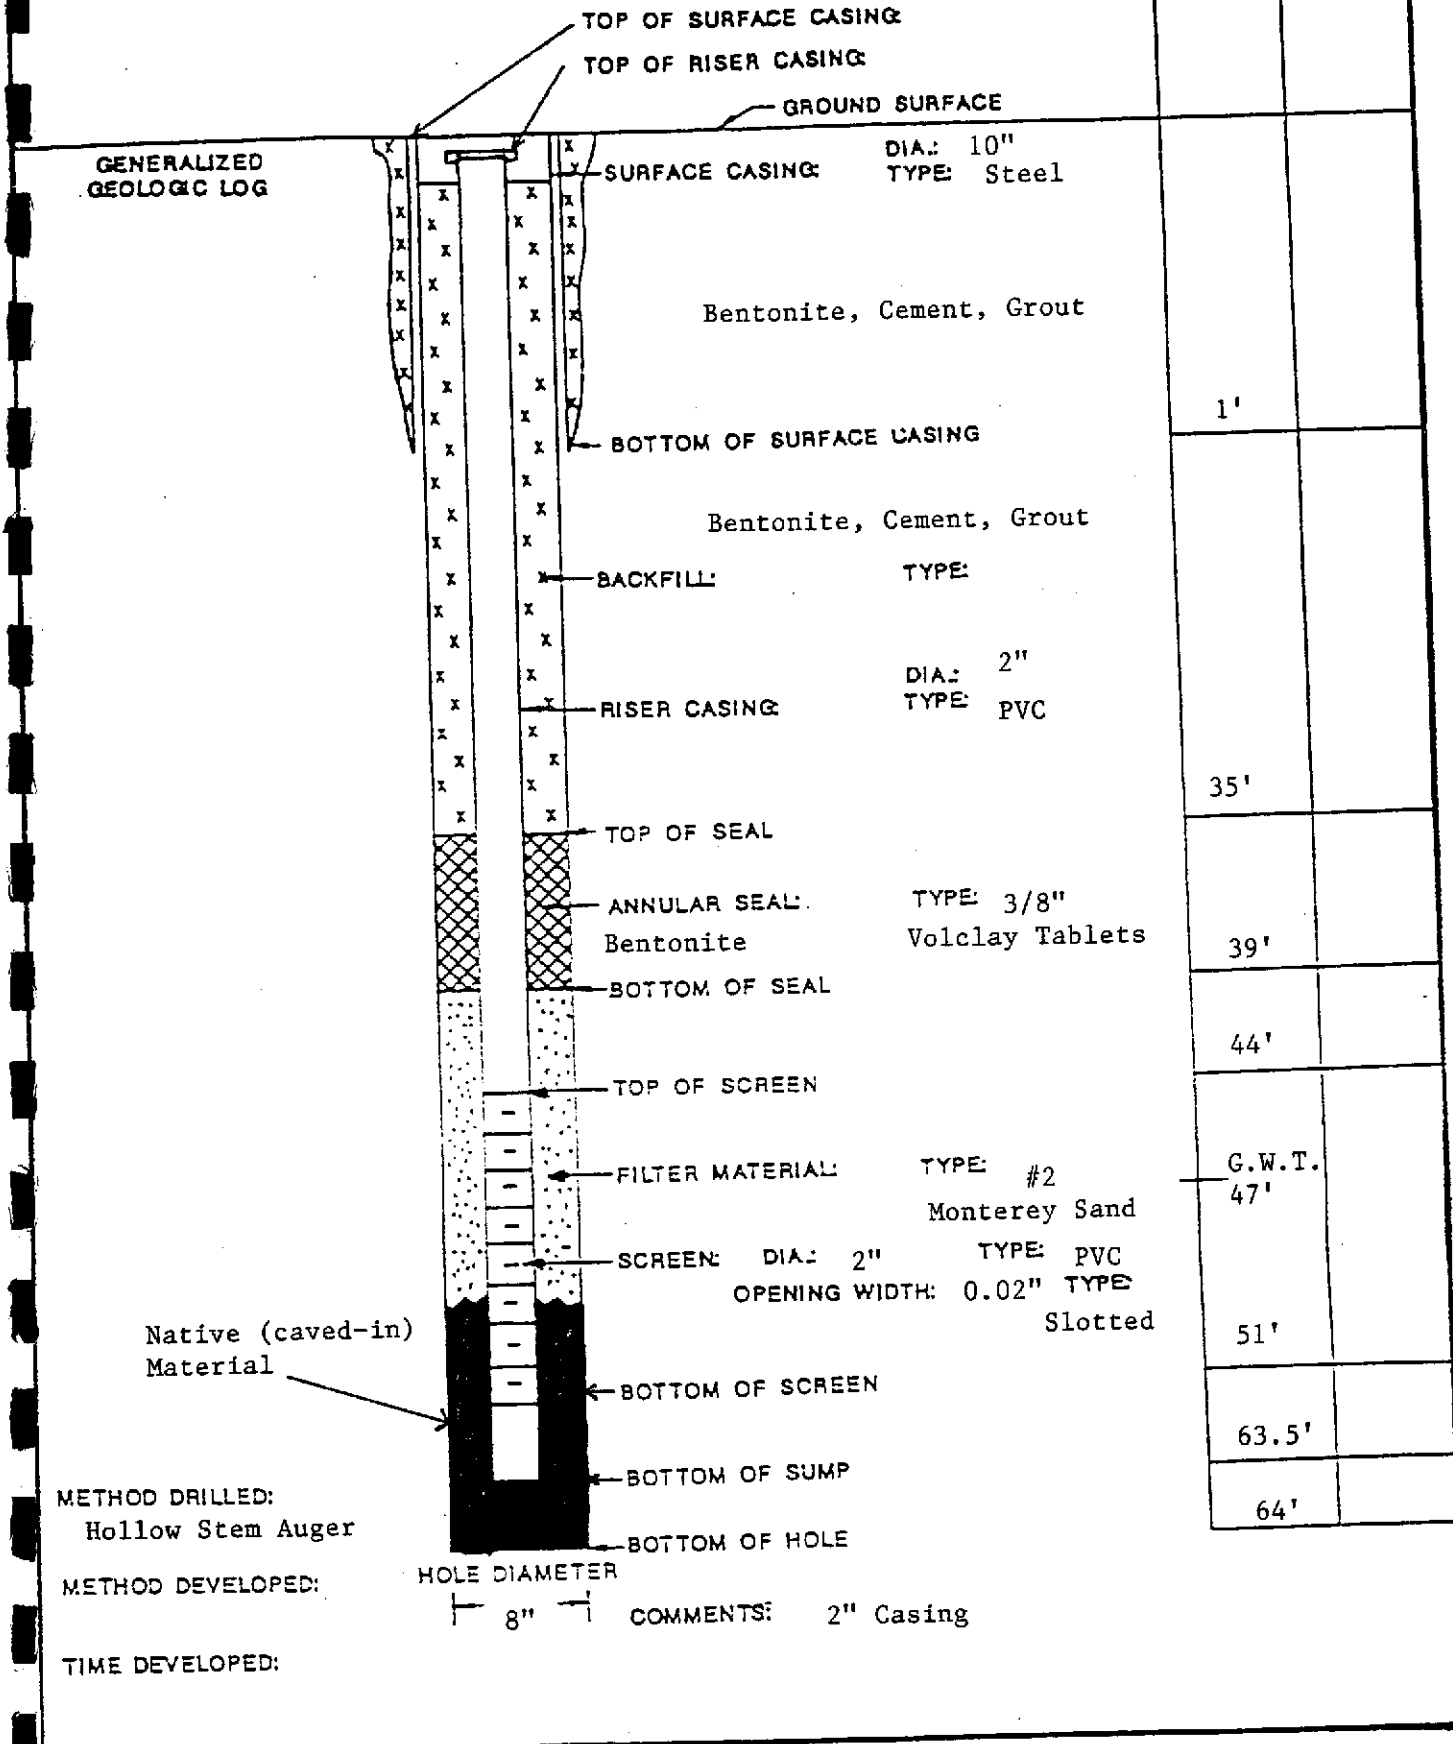 TOP OF SURFACE CASING:
TOP OF RISER CASING:
GROUND SURFACE
GENERALIZED
GEOLOGIC LOG
SURFACE CASING: DIA.: 10"
TYPE: Steel
Bentonite, Cement, Grout
1'
BOTTOM OF SURFACE CASING
Bentonite, Cement, Grout
BACKFILL: TYPE:
RISER CASING: DIA.: 2"
TYPE: PVC
35'
TOP OF SEAL
ANNULAR SEAL: TYPE: 3/8"
Bentonite Volclay Tablets
39'
BOTTOM OF SEAL
44'
TOP OF SCREEN
FILTER MATERIAL: TYPE: #2
Monterey Sand
G.W.T.
47'
SCREEN: DIA.: 2" TYPE: PVC
OPENING WIDTH: 0.02" TYPE:
Slotted
51'
Native (caved-in)
Material
BOTTOM OF SCREEN
63.5'
BOTTOM OF SUMP
64'
METHOD DRILLED:
Hollow Stem Auger
BOTTOM OF HOLE
METHOD DEVELOPED:
HOLE DIAMETER
8"
COMMENTS: 2" Casing
TIME DEVELOPED: